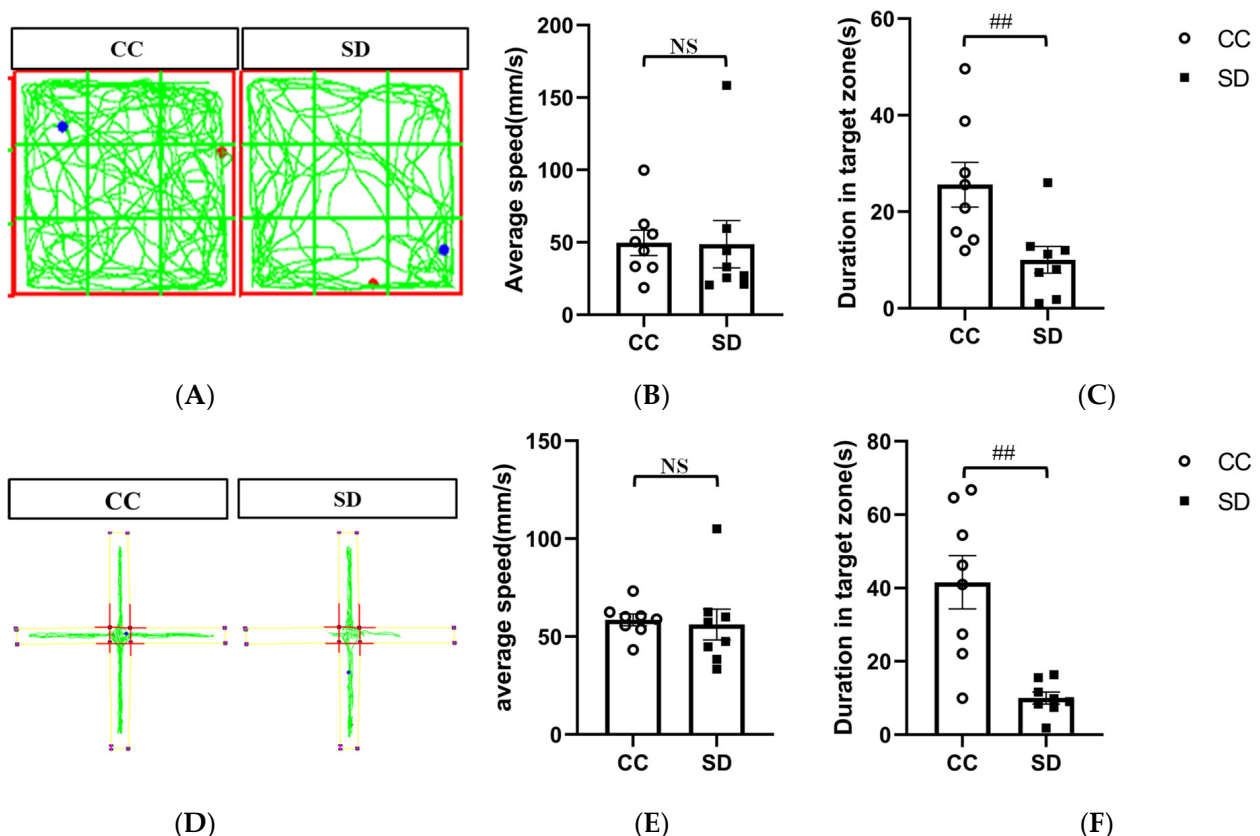 CC SD
(A)
Average speed(mm/s)
200
150
100
50
0
NS
CC SD
(B)
Duration in target zone(s)
60
40
20
0
##
CC SD
CC
SD
(C)
CC SD
(D)
average speed(mm/s)
150
100
50
0
NS
CC SD
(E)
Duration in target zone(s)
80
60
40
20
0
##
CC SD
CC
SD
(F)